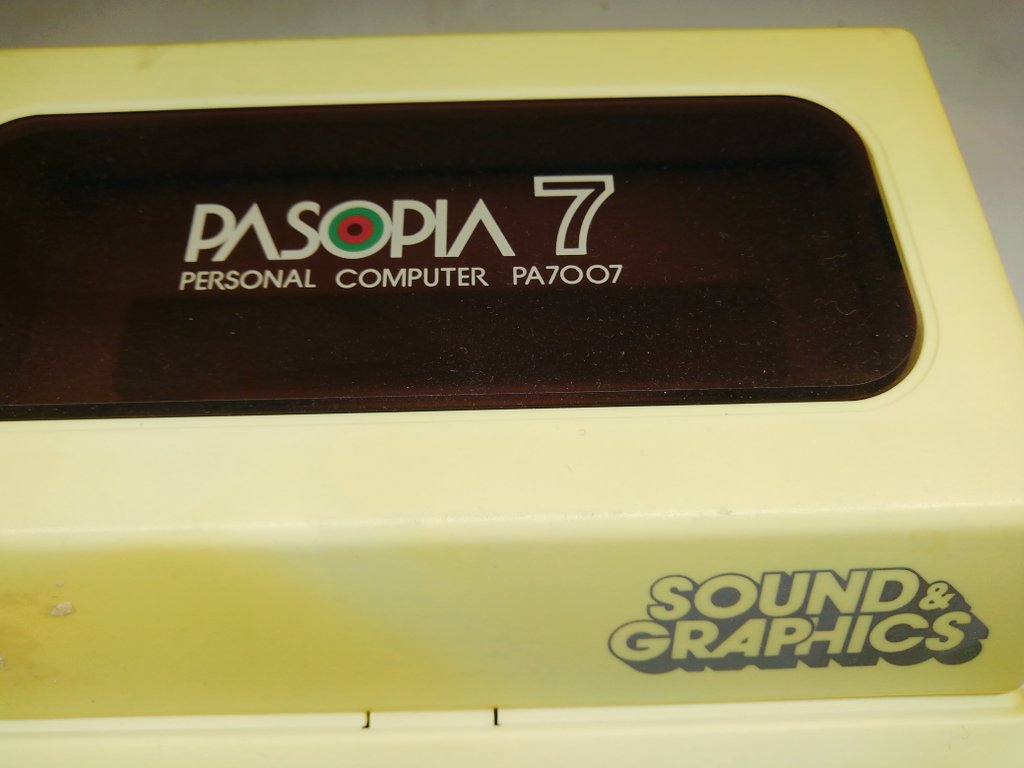 PASOPIA 7
PERSONAL COMPUTER PA7007
SOUND &
GRAPHICS